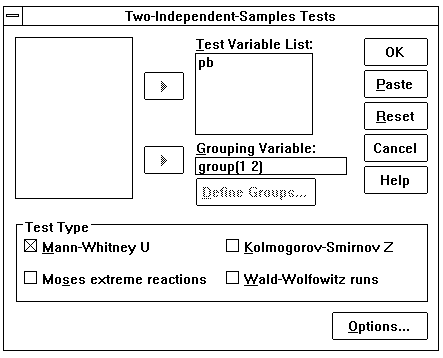 Two-Independent-Samples Tests
Test Variable List:
pb
OK
Paste
Reset
Cancel
Help
Grouping Variable:
group(1 2)
Define Groups...
Test Type
Mann-Whitney U
Kolmogorov-Smirnov Z
Moses extreme reactions
Wald-Wolfowitz runs
Options...